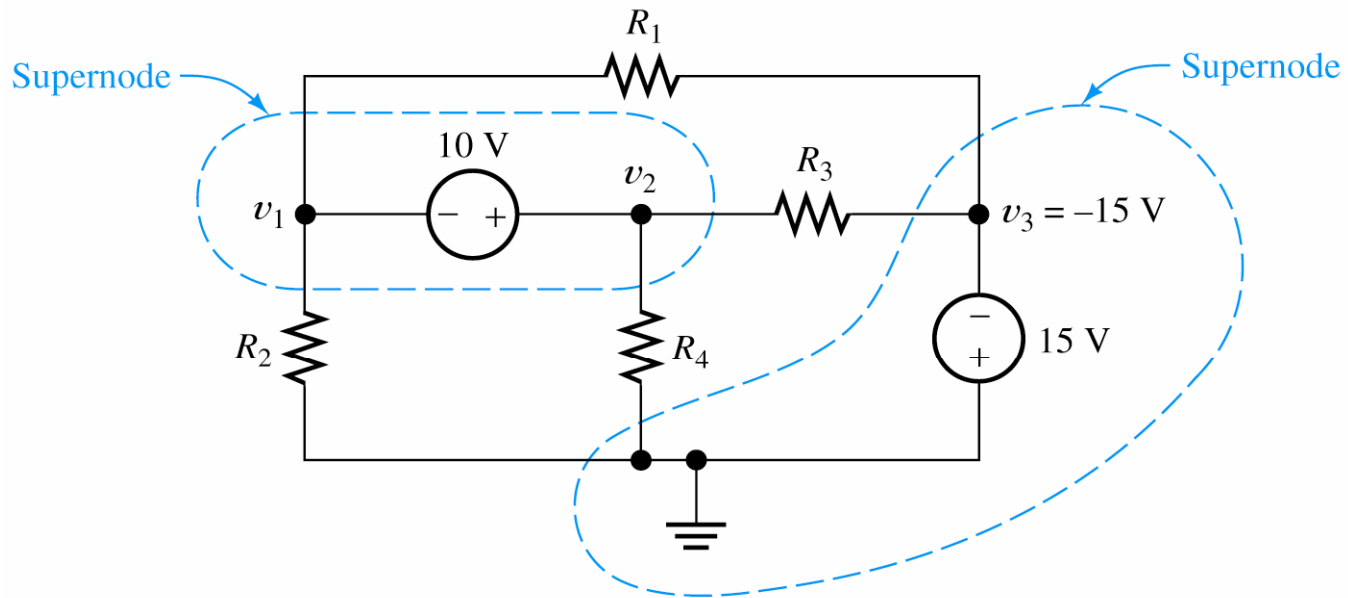 R₁
Supernode
Supernode
10 V
v₂
R₃
v₁
− +
v₃ = –15 V
R₂
R₄
−
+
15 V